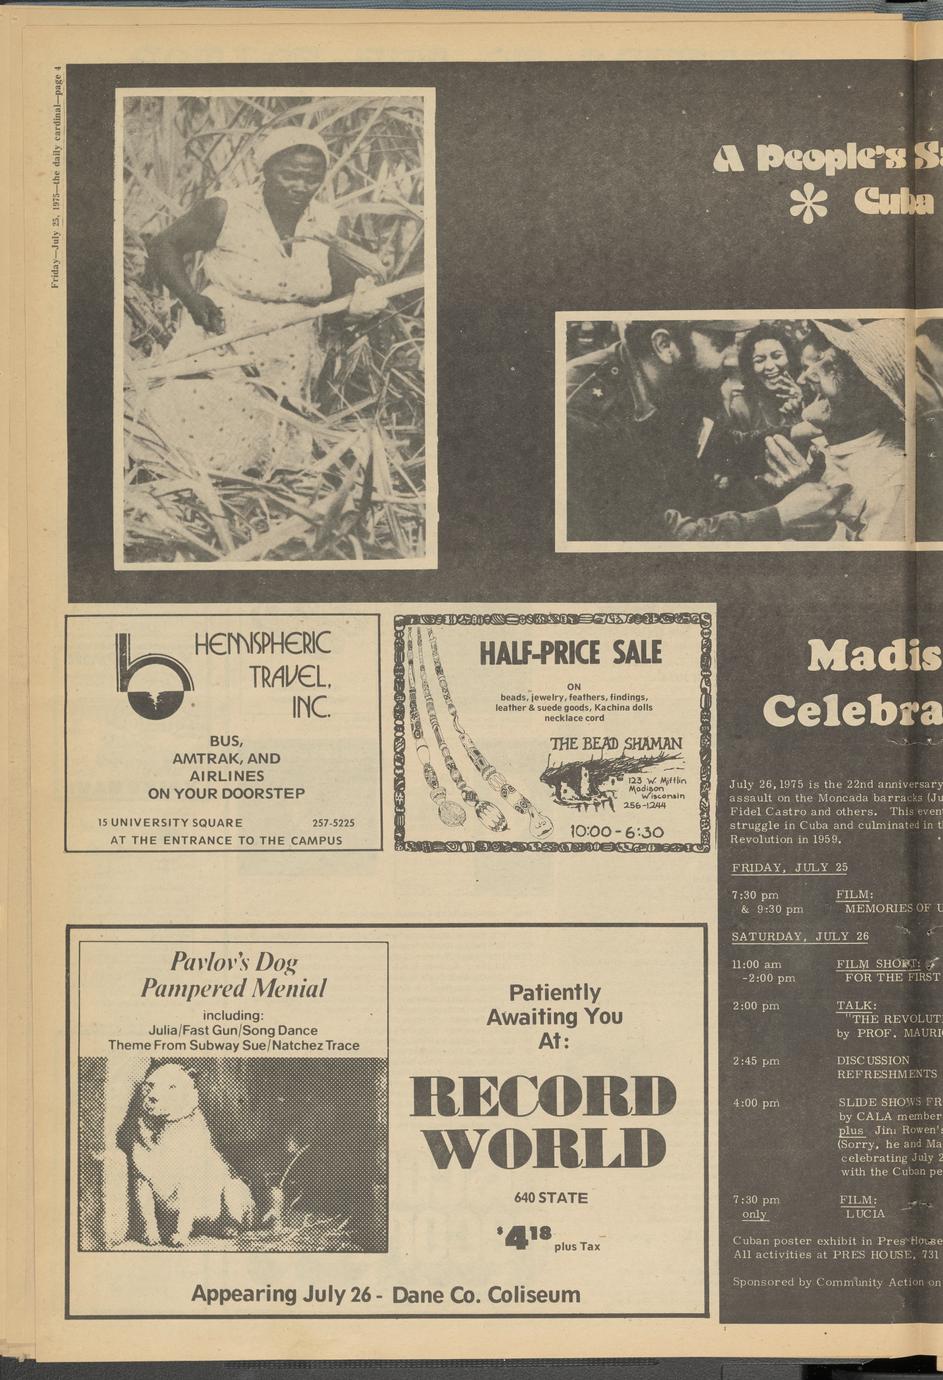 Friday—July 25, 1975—the daily cardinal—page 4
A People's
* Cuba
HEMISPHERIC
TRAVEL,
INC.
BUS,
AMTRAK, AND
AIRLINES
ON YOUR DOORSTEP
15 UNIVERSITY SQUARE 257-5225
AT THE ENTRANCE TO THE CAMPUS
HALF-PRICE SALE
ON
beads, jewelry, feathers, findings,
leather & suede goods, Kachina dolls
necklace cord
THE BEAD SHAMAN
123 W. Mifflin
Madison
Wisconsin
256-1244
10:00-6:30
Madis
Celebra
July 26, 1975 is the 22nd anniversary
assault on the Moncada barracks (Ju
Fidel Castro and others. This even
struggle in Cuba and culminated in t
Revolution in 1959.
FRIDAY, JULY 25
7:30 pm FILM:
& 9:30 pm MEMORIES OF U
SATURDAY, JULY 26
11:00 am FILM SHORT:
-2:00 pm FOR THE FIRST
2:00 pm TALK:
"THE REVOLUT
by PROF. MAURI
2:45 pm DISCUSSION
REFRESHMENTS
4:00 pm SLIDE SHOWS FR
by CALA member
plus Jim Rowen's
(Sorry, he and Ma
celebrating July 2
with the Cuban pe
7:30 pm FILM:
only LUCIA
Cuban poster exhibit in Pres House
All activities at PRES HOUSE, 731
Sponsored by Community Action on
Pavlov's Dog
Pampered Menial
including:
Julia/Fast Gun/Song Dance
Theme From Subway Sue/Natchez Trace
Patiently
Awaiting You
At:
RECORD
WORLD
640 STATE
$4.18 plus Tax
Appearing July 26 - Dane Co. Coliseum